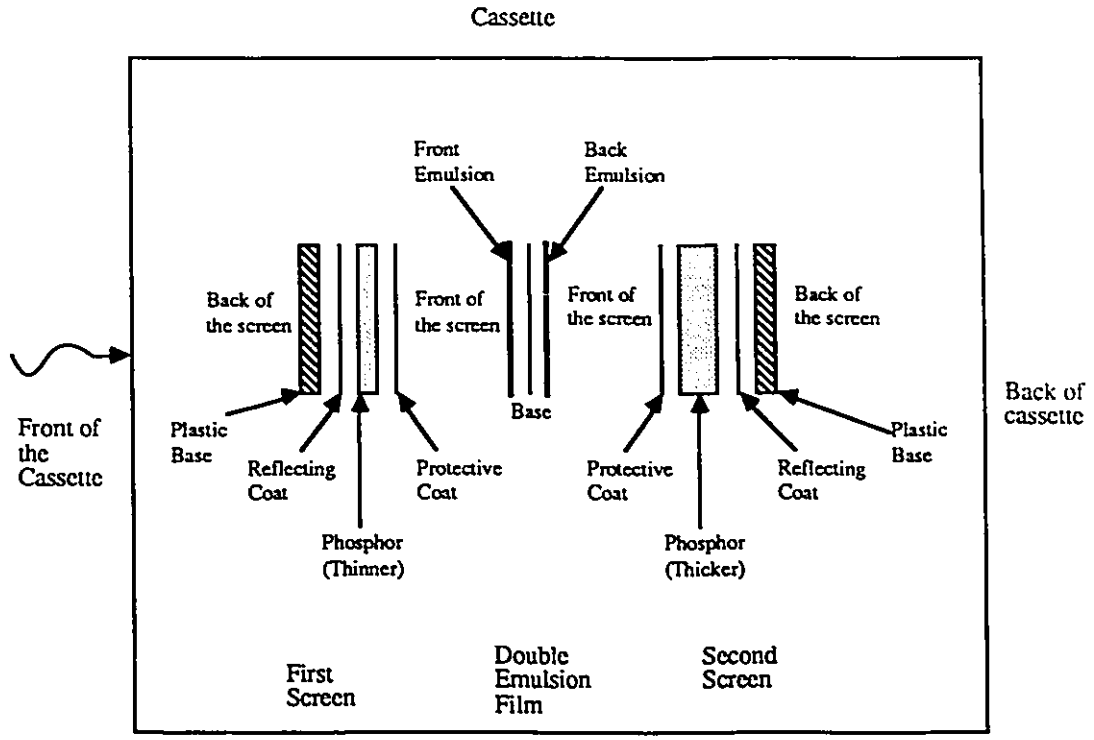 Cassette
Front
Emulsion
Back
Emulsion
Back of
the screen
Front of
the screen
Front of
the screen
Back of
the screen
Base
Front of
the
Cassette
Back of
cassette
Plastic
Base
Reflecting
Coat
Protective
Coat
Protective
Coat
Reflecting
Coat
Plastic
Base
Phosphor
(Thinner)
Phosphor
(Thicker)
First
Screen
Double
Emulsion
Film
Second
Screen